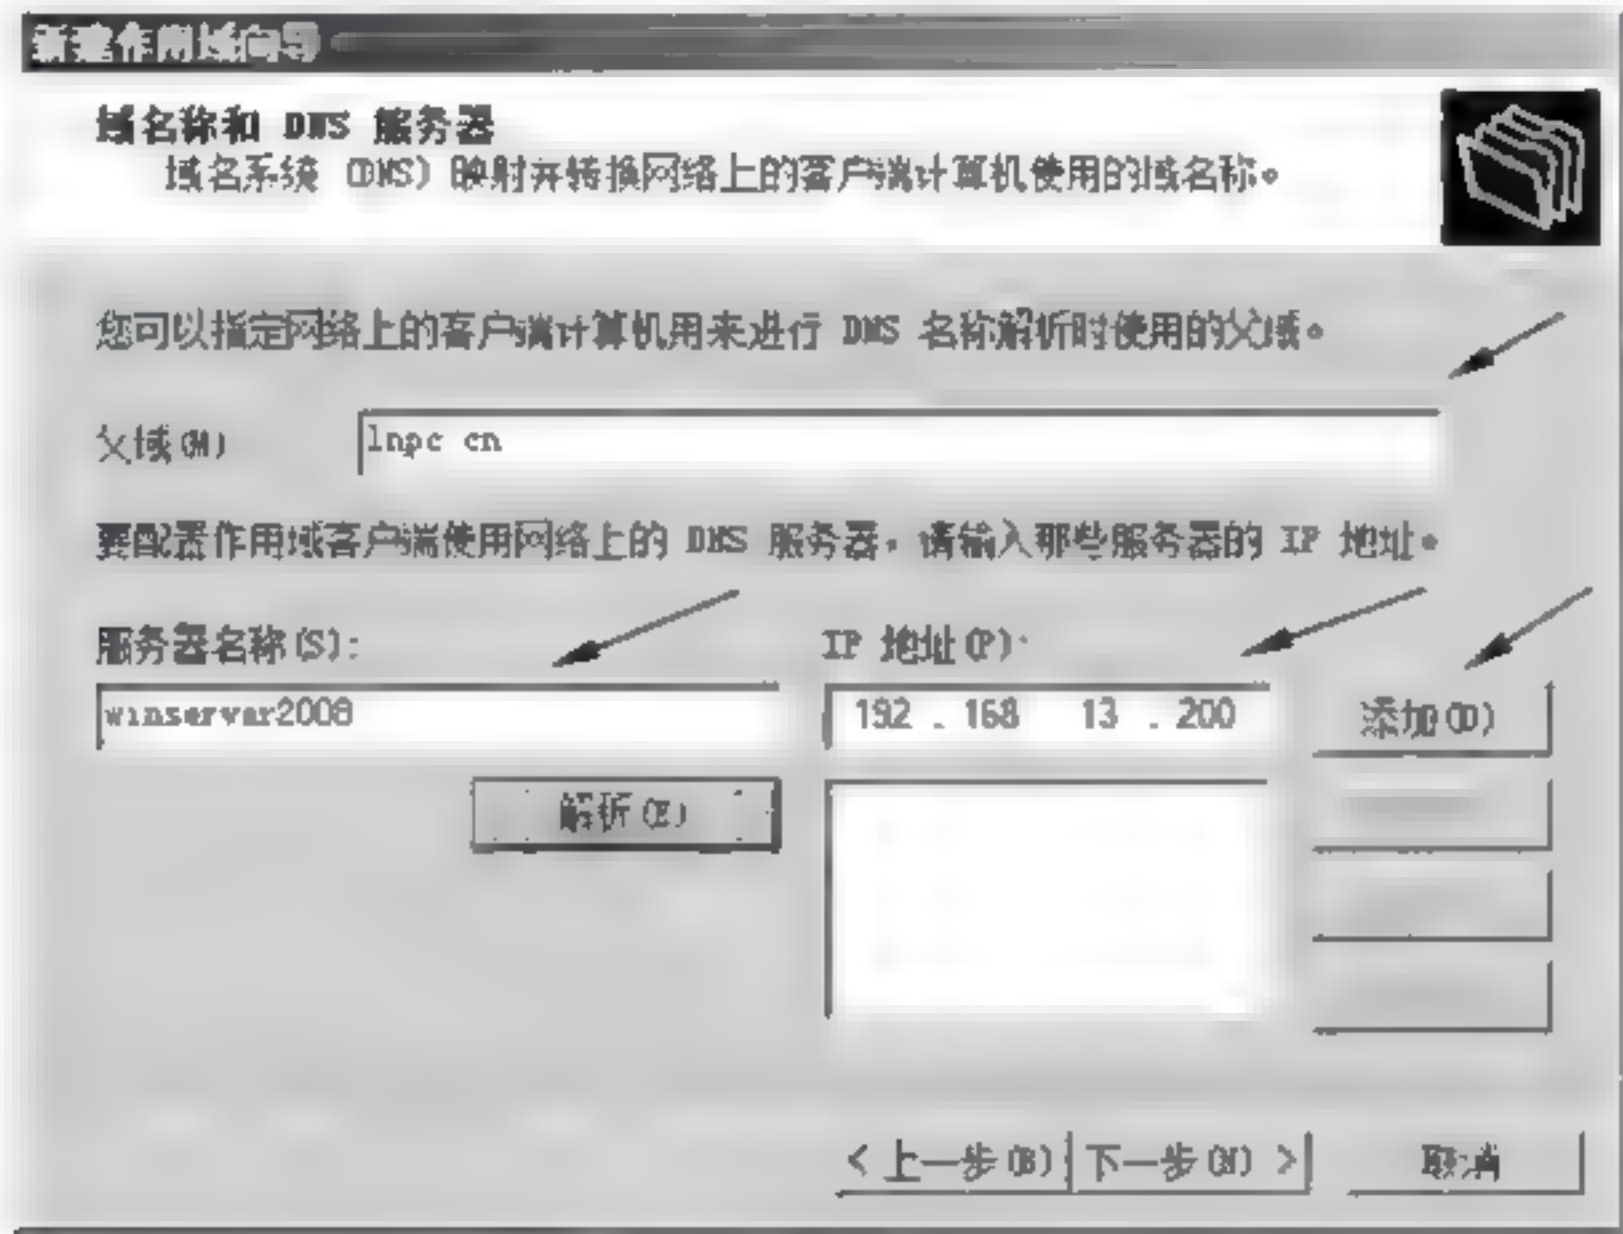 新建作用域向导
域名称和 DNS 服务器
域名系统 (DNS) 映射并转换网络上的客户端计算机使用的域名称。
您可以指定网络上的客户端计算机用来进行 DNS 名称解析时使用的父域。
父域(M)
lnpc cn
要配置作用域客户端使用网络上的 DNS 服务器，请输入那些服务器的 IP 地址。
服务器名称(S):
IP 地址(P):
winserver2008
192 . 168 13 . 200
添加(D)
解析(E)
< 上一步(B) 下一步(N) > 取消